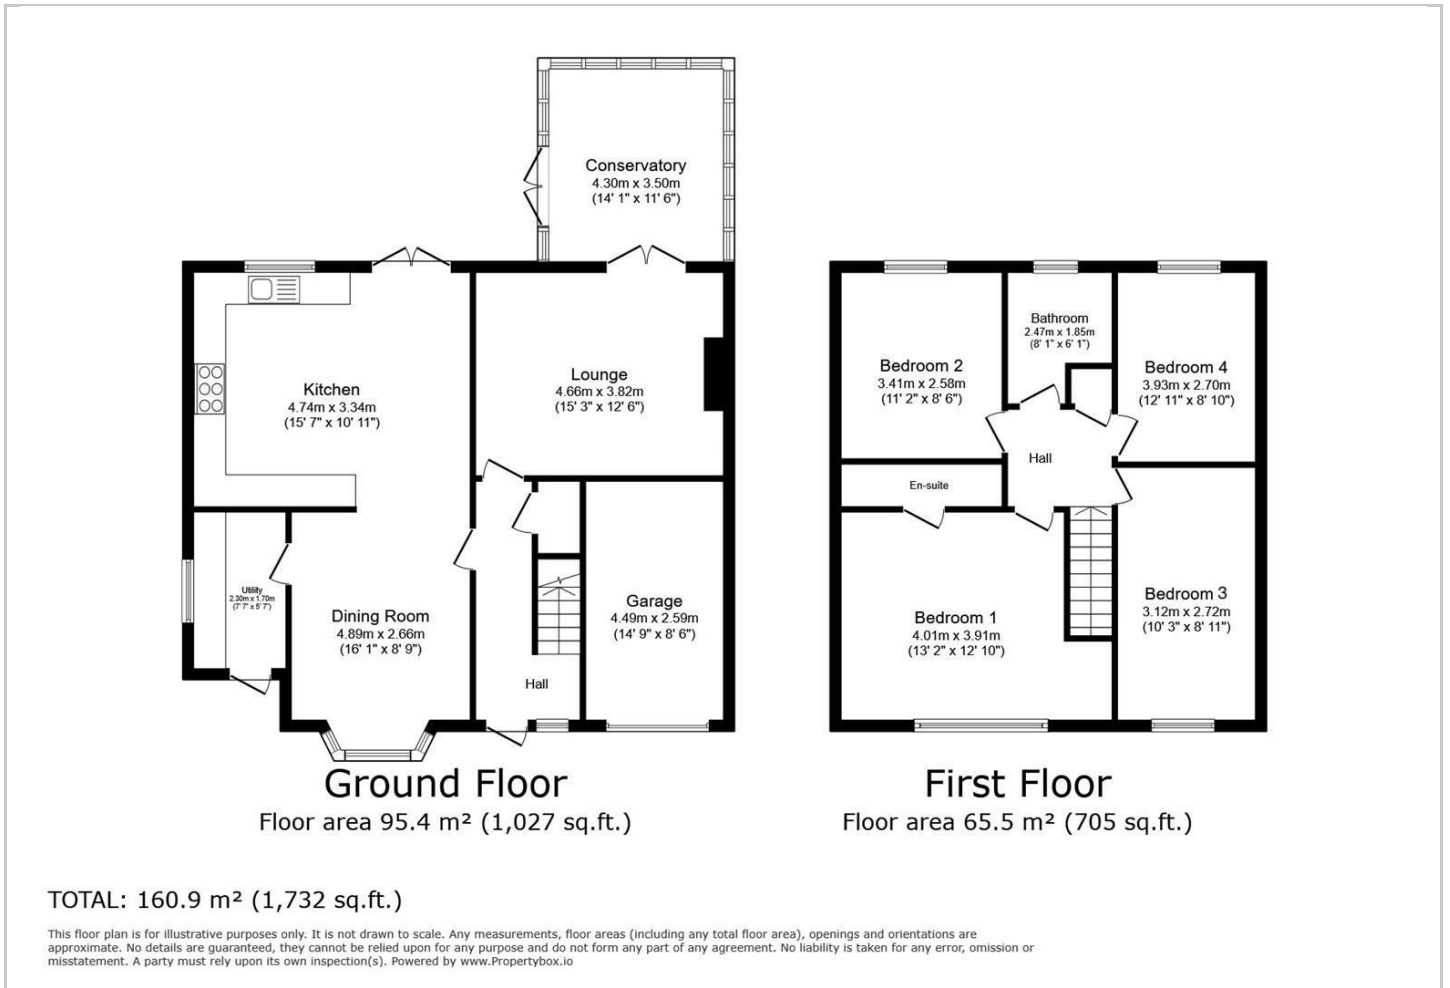 Conservatory
4.30m x 3.50m
(14' 1" x 11' 6")
Kitchen
4.74m x 3.34m
(15' 7" x 10' 11")
Lounge
4.66m x 3.82m
(15' 3" x 12' 6")
Utility
2.30m x 1.70m
(7' 7" x 5' 7")
Dining Room
4.89m x 2.66m
(16' 1" x 8' 9")
Hall
Garage
4.49m x 2.59m
(14' 9" x 8' 6")
Ground Floor
Floor area 95.4 m² (1,027 sq.ft.)
Bedroom 2
3.41m x 2.58m
(11' 2" x 8' 6")
Bathroom
2.47m x 1.85m
(8' 1" x 6' 1")
Bedroom 4
3.93m x 2.70m
(12' 11" x 8' 10")
Hall
En-suite
Bedroom 1
4.01m x 3.91m
(13' 2" x 12' 10")
Bedroom 3
3.12m x 2.72m
(10' 3" x 8' 11")
First Floor
Floor area 65.5 m² (705 sq.ft.)
TOTAL: 160.9 m² (1,732 sq.ft.)
This floor plan is for illustrative purposes only. It is not drawn to scale. Any measurements, floor areas (including any total floor area), openings and orientations are
approximate. No details are guaranteed, they cannot be relied upon for any purpose and do not form any part of any agreement. No liability is taken for any error, omission or
misstatement. A party must rely upon its own inspection(s). Powered by www.Propertybox.io